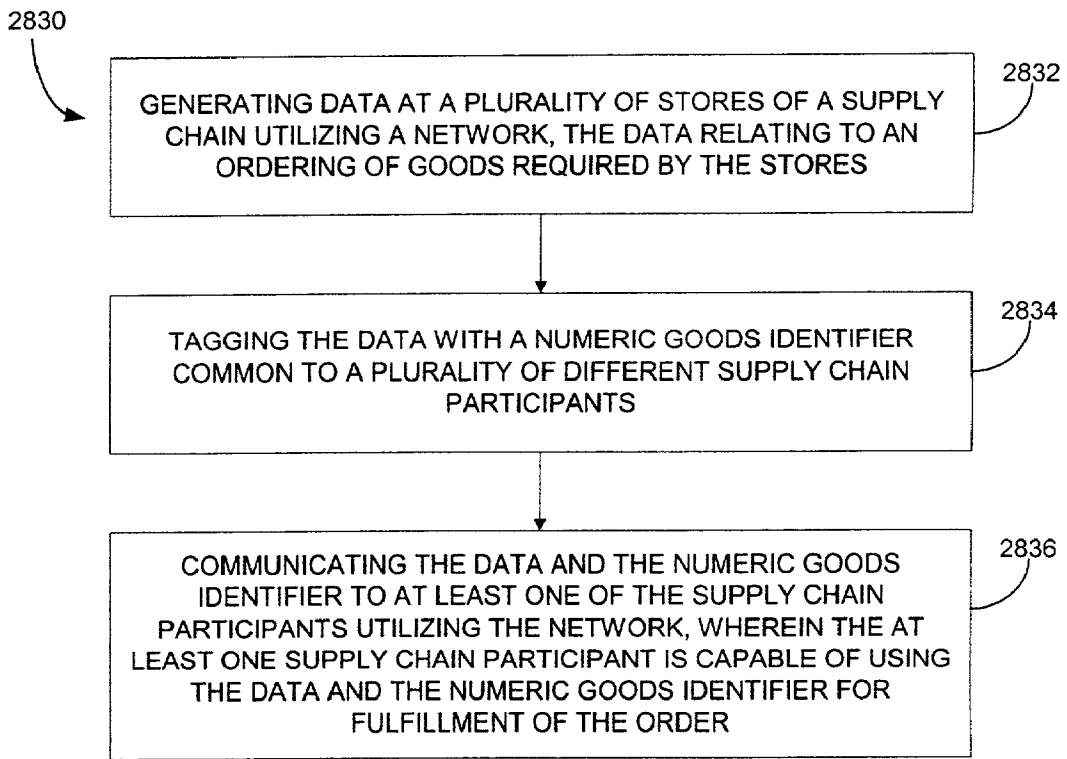 2830
2832
GENERATING DATA AT A PLURALITY OF STORES OF A SUPPLY
CHAIN UTILIZING A NETWORK, THE DATA RELATING TO AN
ORDERING OF GOODS REQUIRED BY THE STORES
2834
TAGGING THE DATA WITH A NUMERIC GOODS IDENTIFIER
COMMON TO A PLURALITY OF DIFFERENT SUPPLY CHAIN
PARTICIPANTS
2836
COMMUNICATING THE DATA AND THE NUMERIC GOODS
IDENTIFIER TO AT LEAST ONE OF THE SUPPLY CHAIN
PARTICIPANTS UTILIZING THE NETWORK, WHEREIN THE AT
LEAST ONE SUPPLY CHAIN PARTICIPANT IS CAPABLE OF USING
THE DATA AND THE NUMERIC GOODS IDENTIFIER FOR
FULFILLMENT OF THE ORDER